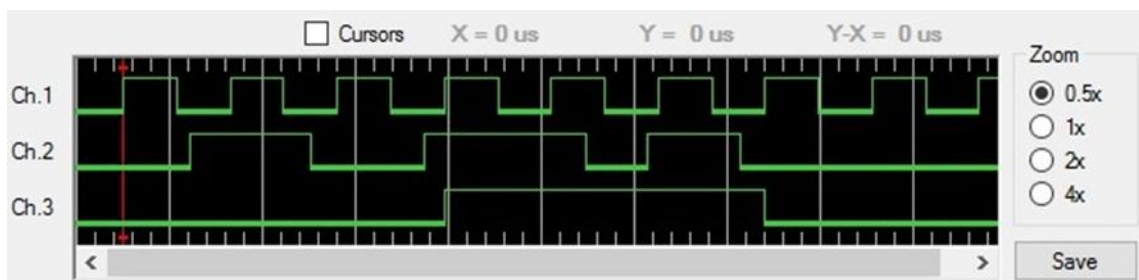 Cursors X = 0 us Y = 0 us Y-X = 0 us
Zoom
Ch.1
0.5x
1x
Ch.2
2x
4x
Ch.3
Save